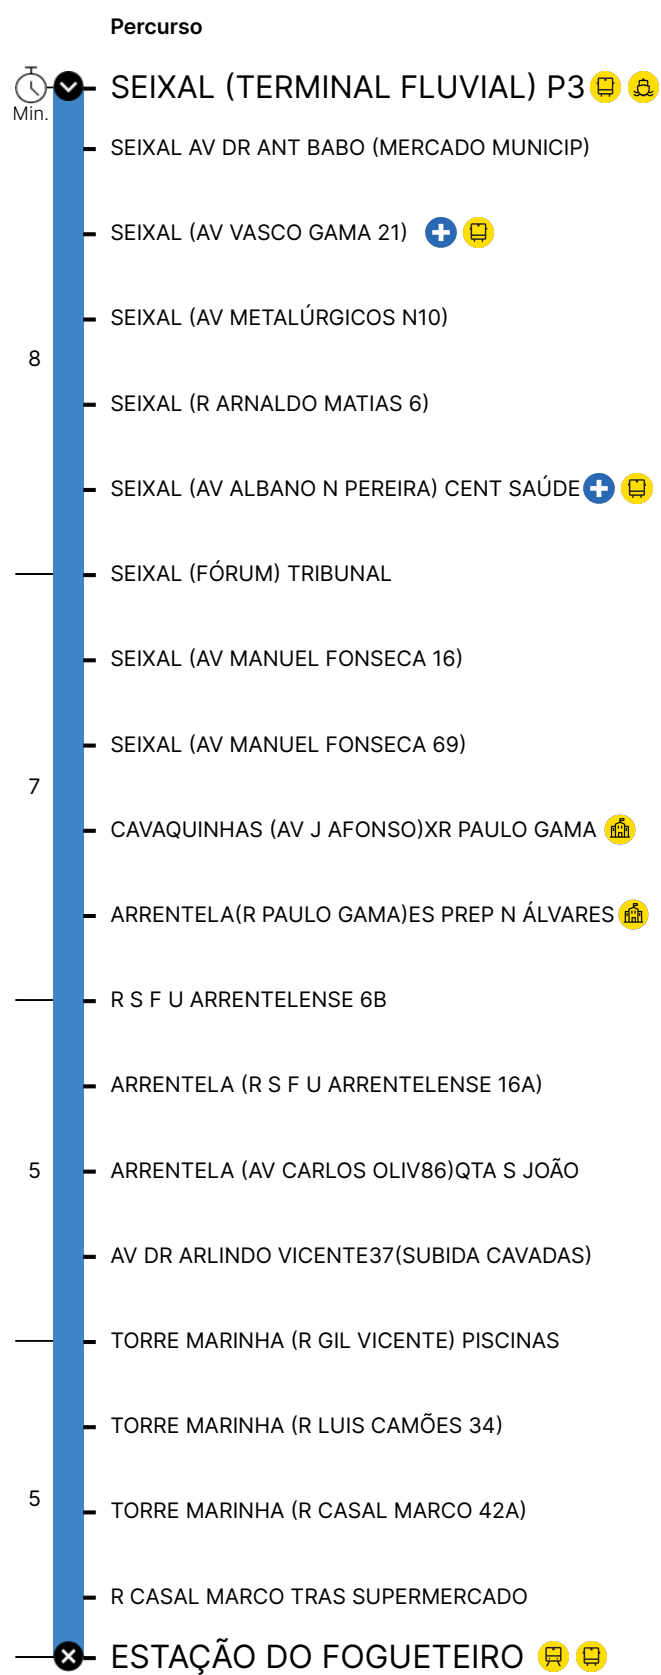 Percurso
SEIXAL (TERMINAL FLUVIAL) P3
Min.
SEIXAL AV DR ANT BABO (MERCADO MUNICIP)
SEIXAL (AV VASCO GAMA 21)
SEIXAL (AV METALÚRGICOS N10)
8
SEIXAL (R ARNALDO MATIAS 6)
SEIXAL (AV ALBANO N PEREIRA) CENT SAÚDE
SEIXAL (FÓRUM) TRIBUNAL
SEIXAL (AV MANUEL FONSECA 16)
SEIXAL (AV MANUEL FONSECA 69)
7
CAVAQUINHAS (AV J AFONSO)XR PAULO GAMA
ARRENTELA(R PAULO GAMA)ES PREP N ÁLVARES
R S F U ARRENTELENSE 6B
ARRENTELA (R S F U ARRENTELENSE 16A)
5 ARRENTELA (AV CARLOS OLIV86)QTA S JOÃO
AV DR ARLINDO VICENTE37(SUBIDA CAVADAS)
TORRE MARINHA (R GIL VICENTE) PISCINAS
TORRE MARINHA (R LUIS CAMÕES 34)
5
TORRE MARINHA (R CASAL MARCO 42A)
R CASAL MARCO TRAS SUPERMERCADO
ESTAÇÃO DO FOGUETEIRO